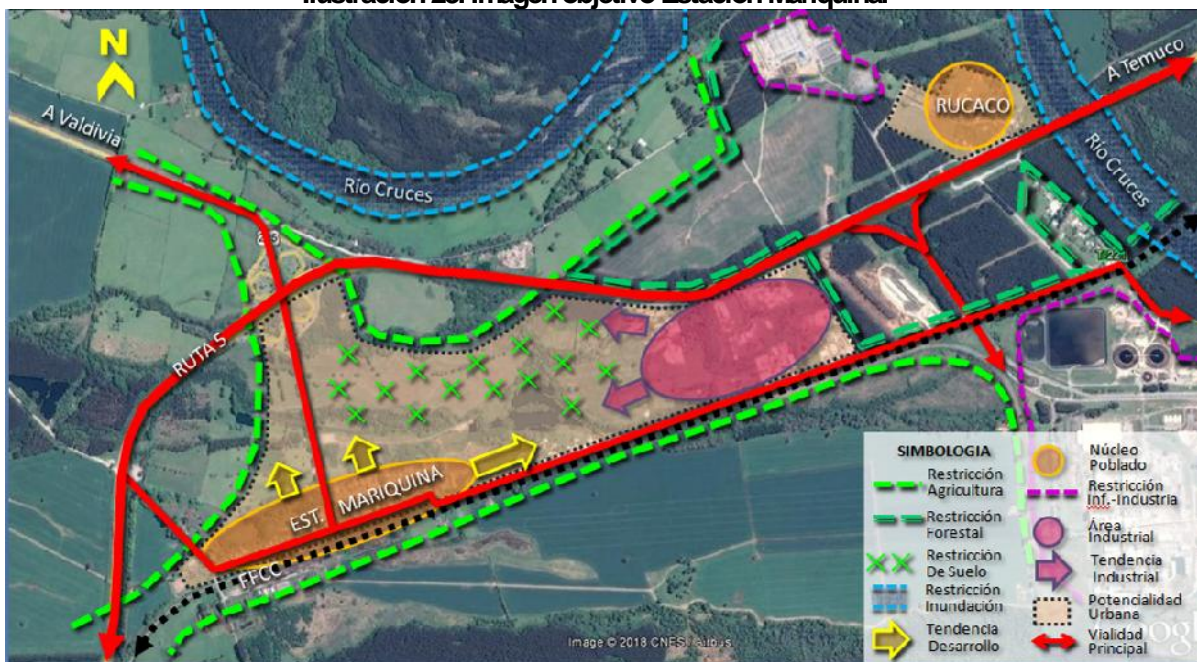 Ilustración 28. Imagen objetivo Estación Mariquina.
N
A Valdivia
Río Cruces
A Temuco
RUCACO
Río
Cruces
RUTA 5
EST. MARIQUINA
FFCC
SIMBOLOGIA
Restricción
Agricultura
Restricción
Forestal
Restricción
De Suelo
Restricción
Inundación
Tendencia
Desarrollo
Núcleo
Poblado
Restricción
Inf.-Industria
Área
Industrial
Tendencia
Industrial
Potencialidad
Urbana
Vialidad
Principal
Image © 2018 CNES / Airbus